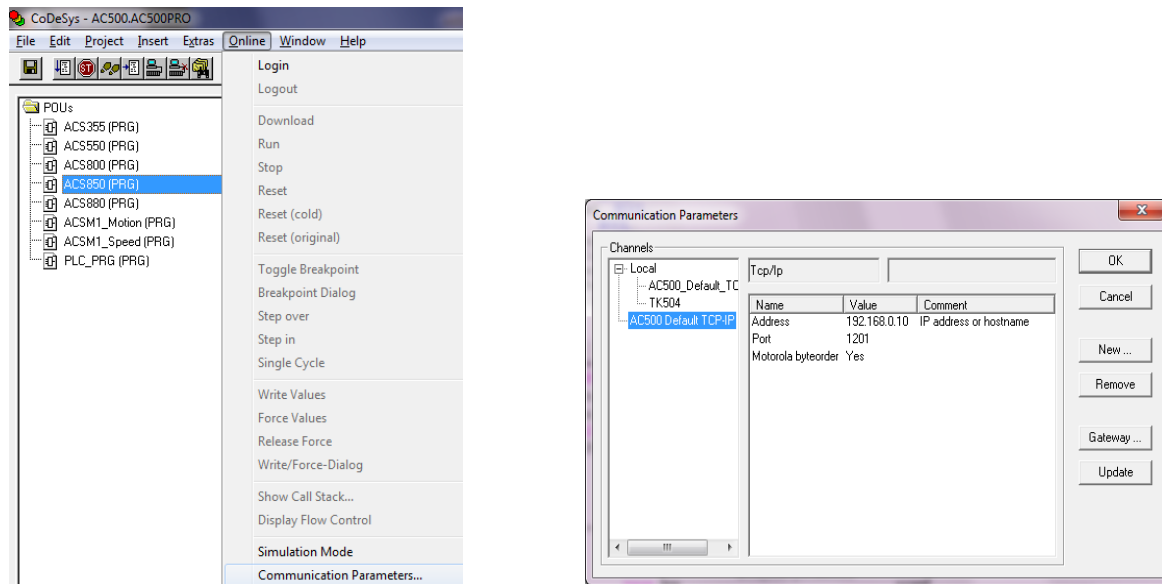 CoDeSys - AC500.AC500PRO
File Edit Project Insert Extras Online Window Help
POUs
ACS355 (PRG)
ACS550 (PRG)
ACS800 (PRG)
ACS850 (PRG)
ACS880 (PRG)
ACSM1_Motion (PRG)
ACSM1_Speed (PRG)
PLC_PRG (PRG)
Login
Logout
Download
Run
Stop
Reset
Reset (cold)
Reset (original)
Toggle Breakpoint
Breakpoint Dialog
Step over
Step in
Single Cycle
Write Values
Force Values
Release Force
Write/Force-Dialog
Show Call Stack...
Display Flow Control
Simulation Mode
Communication Parameters...
Communication Parameters
Channels
Local
AC500_Default_TC
TK504
AC500 Default TCP-IP
Tcp/Ip
Name Value Comment
Address 192.168.0.10 IP address or hostname
Port 1201
Motorola byteorder Yes
OK
Cancel
New ...
Remove
Gateway ...
Update